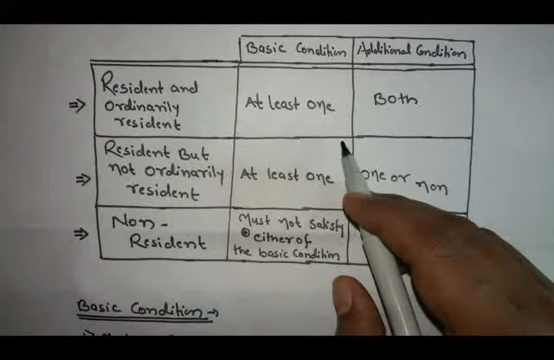 Basic Condition Additional Condition
⇒ Resident and
Ordinarily
resident
At least one
Both
⇒ Resident But
not ordinarily
resident
At least one
one or non
⇒ Non-
Resident
Must not satisfy
either of
the basic condition
Basic Condition →